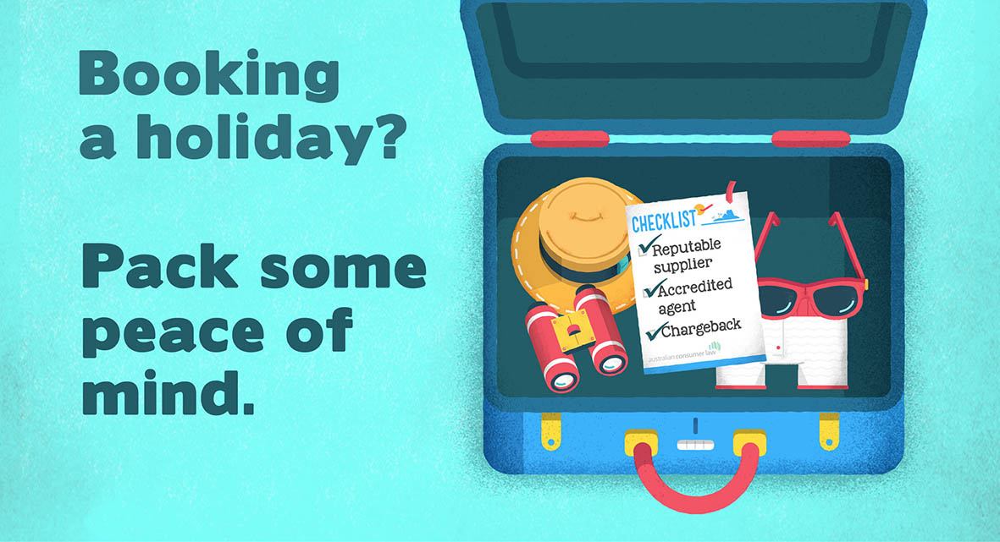 Booking
a holiday?
Pack some
peace of
mind.
CHECKLIST
Reputable
supplier
Accredited
agent
Chargeback
australian consumer law